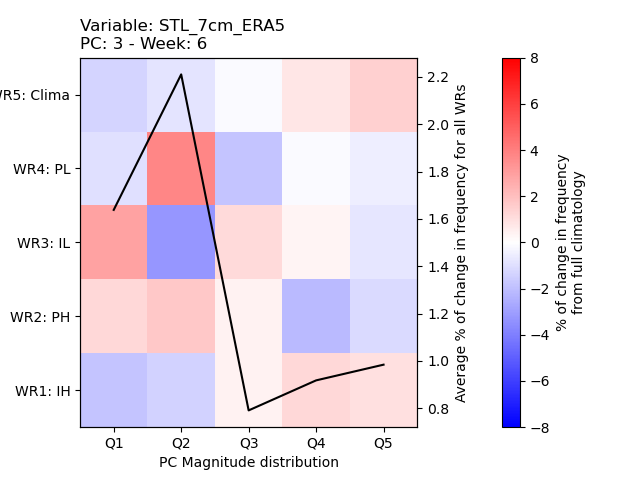 Variable: STL_7cm_ERA5
PC: 3 - Week: 6
WR5: Clima
WR4: PL
WR3: IL
WR2: PH
WR1: IH
Q1 Q2 Q3 Q4 Q5
PC Magnitude distribution
2.2
2.0
1.8
1.6
1.4
1.2
1.0
0.8
Average % of change in frequency for all WRs
8
6
4
2
0
−2
−4
−6
−8
% of change in frequency
from full climatology